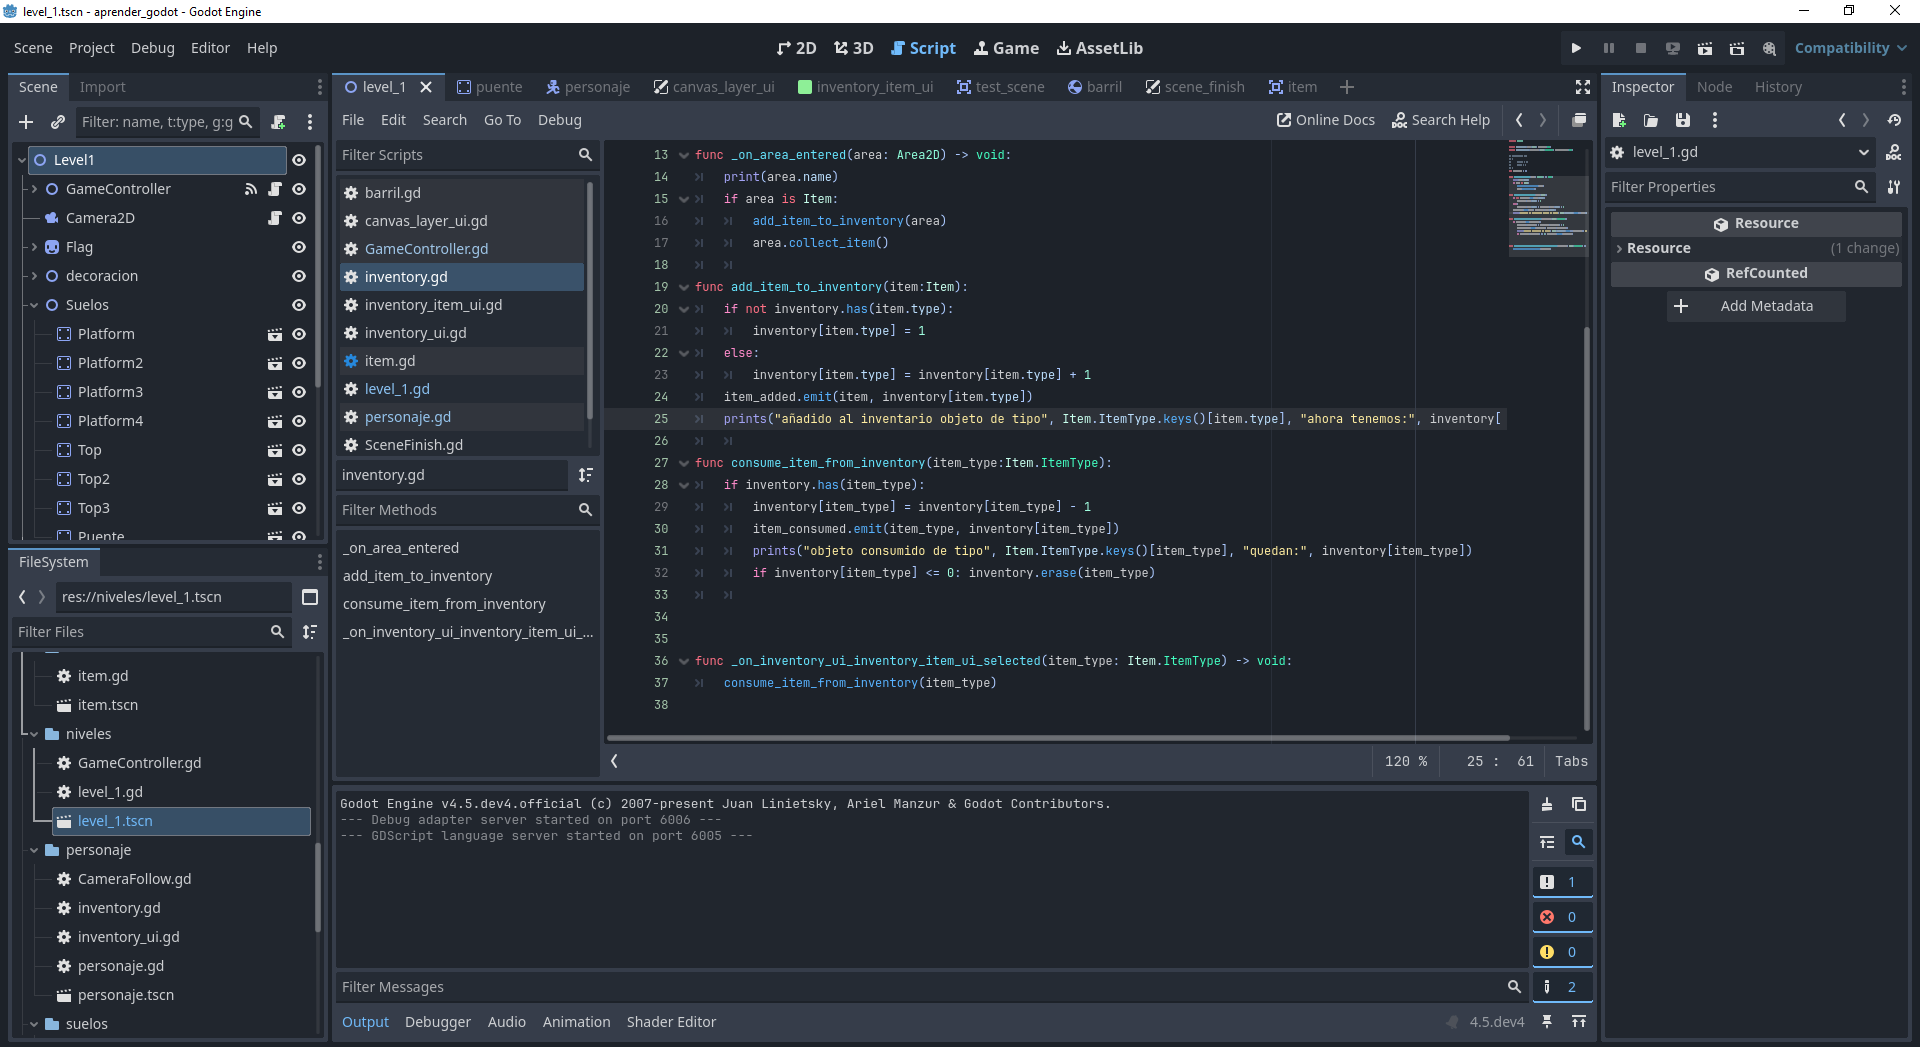 level_1.tscn - aprender_godot - Godot Engine
Scene Project Debug Editor Help
2D 3D Script Game AssetLib
Compatibility
Scene Import
Filter: name, t:type, g:g
Level1
GameController
Camera2D
Flag
decoracion
Suelos
Platform
Platform2
Platform3
Platform4
Top
Top2
Top3
Puente
FileSystem
res://niveles/level_1.tscn
Filter Files
item.gd
item.tscn
niveles
GameController.gd
level_1.gd
level_1.tscn
personaje
CameraFollow.gd
inventory.gd
inventory_ui.gd
personaje.gd
personaje.tscn
suelos
level_1 puente personaje canvas_layer_ui inventory_item_ui test_scene barril scene_finish item
File Edit Search Go To Debug
Online Docs Search Help
Filter Scripts
barril.gd
canvas_layer_ui.gd
GameController.gd
inventory.gd
inventory_item_ui.gd
inventory_ui.gd
item.gd
level_1.gd
personaje.gd
SceneFinish.gd
inventory.gd
Filter Methods
_on_area_entered
add_item_to_inventory
consume_item_from_inventory
_on_inventory_ui_inventory_item_ui_...
13 func _on_area_entered(area: Area2D) -> void:
14 print(area.name)
15 if area is Item:
16 add_item_to_inventory(area)
17 area.collect_item()
18
19 func add_item_to_inventory(item:Item):
20 if not inventory.has(item.type):
21 inventory[item.type] = 1
22 else:
23 inventory[item.type] = inventory[item.type] + 1
24 item_added.emit(item, inventory[item.type])
25 prints("añadido al inventario objeto de tipo", Item.ItemType.keys()[item.type], "ahora tenemos:", inventory[
26
27 func consume_item_from_inventory(item_type:Item.ItemType):
28 if inventory.has(item_type):
29 inventory[item_type] = inventory[item_type] - 1
30 item_consumed.emit(item_type, inventory[item_type])
31 prints("objeto consumido de tipo", Item.ItemType.keys()[item_type], "quedan:", inventory[item_type])
32 if inventory[item_type] <= 0: inventory.erase(item_type)
33
34
35
36 func _on_inventory_ui_inventory_item_ui_selected(item_type: Item.ItemType) -> void:
37 consume_item_from_inventory(item_type)
38
120 % 25 : 61 Tabs
Godot Engine v4.5.dev4.official (c) 2007-present Juan Linietsky, Ariel Manzur & Godot Contributors.
--- Debug adapter server started on port 6006 ---
--- GDScript language server started on port 6005 ---
1
0
0
2
Filter Messages
Output Debugger Audio Animation Shader Editor
4.5.dev4
Inspector Node History
level_1.gd
DOC
Filter Properties
Resource
Resource (1 change)
RefCounted
Add Metadata